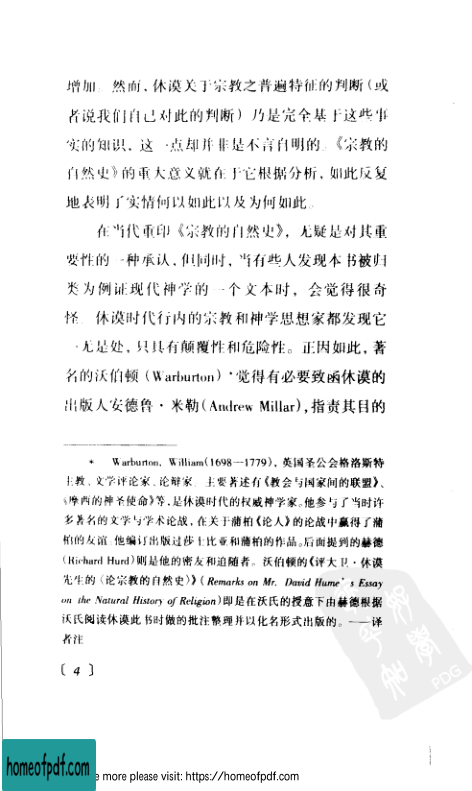 增加。然而，休谟关于宗教之普遍特征的判断（或
者说我们自己对此的判断）乃是完全基于这些事
实的知识，这一点却并非是不言自明的。《宗教的
自然史》的重大意义就在于它根据分析，如此反复
地表明了实情何以如此以及为何如此。
在当代重印《宗教的自然史》，无疑是对其重
要性的一种承认，但同时，当有些人发现本书被归
类为例证现代神学的一个文本时，会觉得很奇
怪。休谟时代行内的宗教和神学思想家都发现它
一无是处，只具有颠覆性和危险性。正因如此，著
名的沃伯顿（Warburton）*觉得有必要致函休谟的
出版人安德鲁·米勒（Andrew Millar），指责其目的
* Warburton, William（1698—1779），英国圣公会格洛斯特
主教、文学评论家、论辩家。主要著述有《教会与国家间的联盟》、
《摩西的神圣使命》等，是休谟时代的权威神学家。他参与了当时许
多著名的文学与学术论战，在关于蒲柏《论人》的论战中赢得了蒲
柏的友谊。他编订出版过莎士比亚和蒲柏的作品。后面提到的赫德
（Richard Hurd）则是他的密友和追随者。沃伯顿的《评大卫·休谟
先生的〈论宗教的自然史〉》（Remarks on Mr. David Hume's Essay
on the Natural History of Religion）即是在沃氏的授意下由赫德根据
沃氏阅读休谟此书时做的批注整理并以化名形式出版的。——译
者注
〔 4 〕
PDG
homeofpdf.com
e more please visit: https://homeofpdf.com